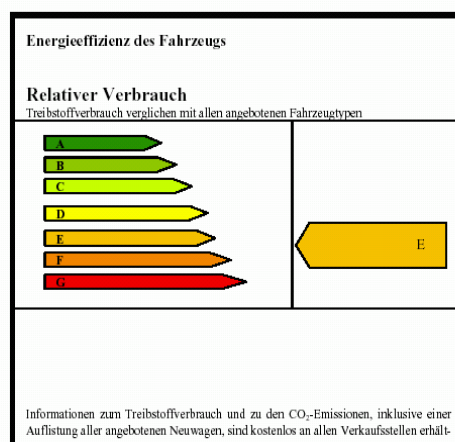 Energieeffizienz des Fahrzeugs
Relativer Verbrauch
Treibstoffverbrauch verglichen mit allen angebotenen Fahrzeugtypen
A
B
C
D
E
E
F
G
Informationen zum Treibstoffverbrauch und zu den CO₂-Emissionen, inklusive einer
Auflistung aller angebotenen Neuwagen, sind kostenlos an allen Verkaufsstellen erhält-